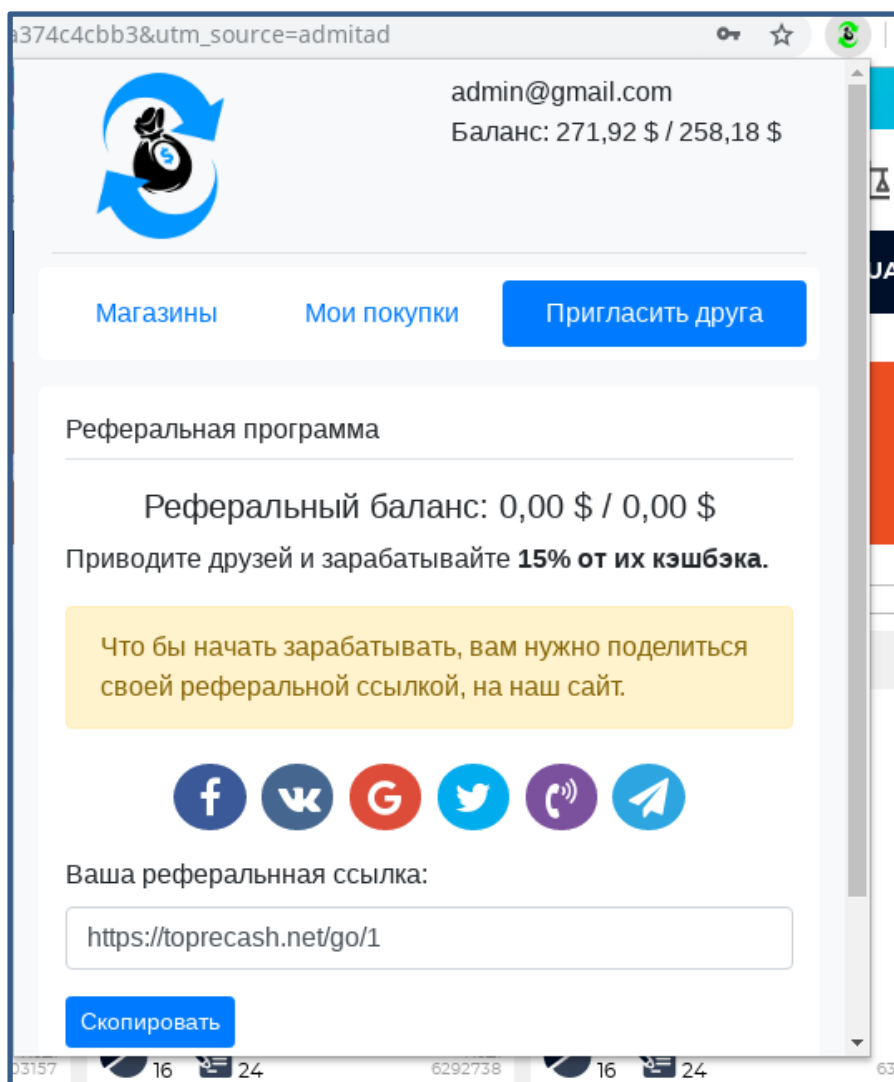 a374c4cbb3&utm_source=admitad
admin@gmail.com
Баланс: 271,92 $ / 258,18 $
UA
Магазины Мои покупки Пригласить друга
Реферальная программа
Реферальный баланс: 0,00 $ / 0,00 $
Приводите друзей и зарабатывайте 15% от их кэшбэка.
Что бы начать зарабатывать, вам нужно поделиться
своей реферальной ссылкой, на наш сайт.
Ваша реферальнная ссылка:
https://toprecash.net/go/1
Скопировать
03157 16 24 6292738 16 24 63